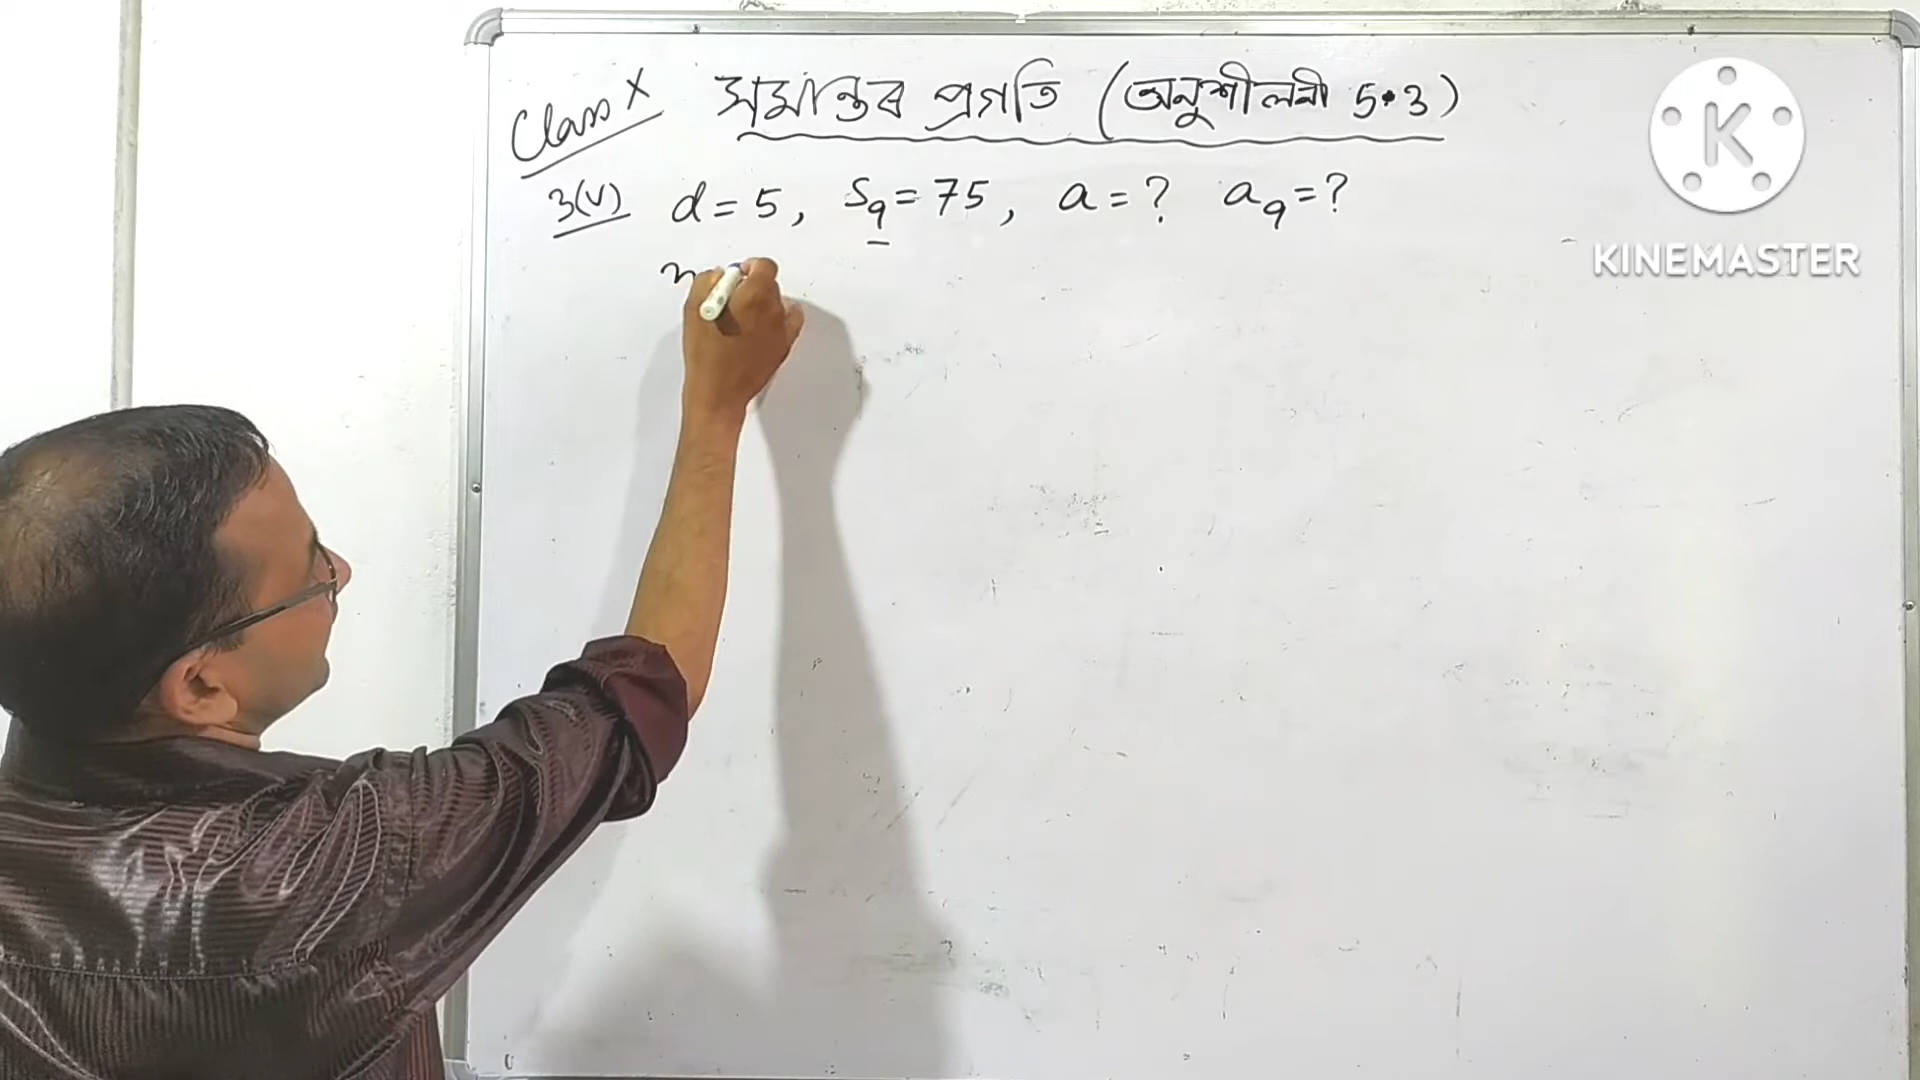 Class X
সমান্তৰ প্ৰগতি (অনুশীলনী 5.3)
3(v) d = 5, S₉ = 75, a = ? a₉ = ?
n
K
KINEMASTER